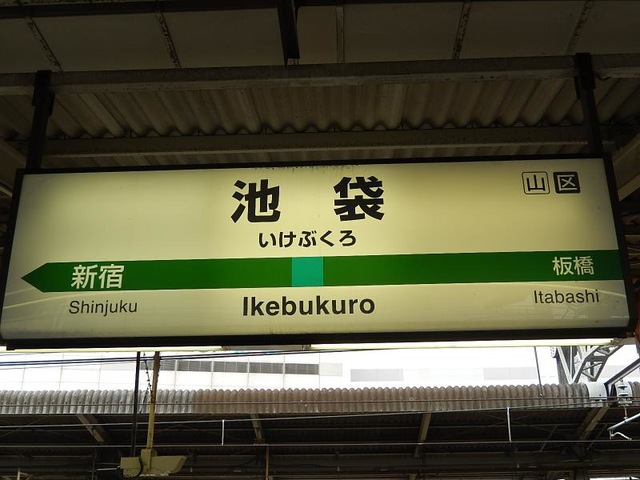 池袋
山 区
いけぶくろ
新宿 板橋
Shinjuku Ikebukuro Itabashi